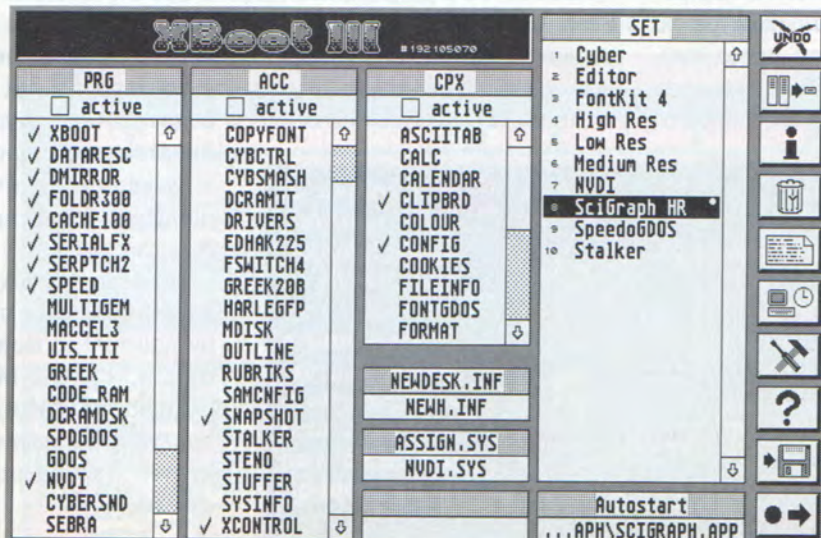 XBoot III
192105070
PRG
active
✓ XBOOT
✓ DATARESC
✓ DMIRROR
✓ FOLDR300
✓ CACHE100
✓ SERIALFX
✓ SERPTCH2
✓ SPEED
MULTIGEM
MACCEL3
UIS_III
GREEK
CODE_RAM
DCRAMDSK
SPDGDOS
GDOS
✓ NVDI
CYBERSND
SEBRA
ACC
active
COPYFONT
CYBCTRL
CYBSMASH
DCRAMIT
DRIVERS
EDHAK225
FSWITCH4
GREEK20B
HARLEGFP
MDISK
OUTLINE
RUBRIKS
SAMCNFIG
✓ SNAPSHOT
STALKER
STENO
STUFFER
SYSINFO
✓ XCONTROL
CPX
active
ASCIITAB
CALC
CALENDAR
✓ CLIPBRD
COLOUR
✓ CONFIG
COOKIES
FILEINFO
FONTGDOS
FORMAT
NEWDESK.INF
NEWH.INF
ASSIGN.SYS
NVDI.SYS
SET
1 Cyber
2 Editor
3 FontKit 4
4 High Res
5 Low Res
6 Medium Res
7 NVDI
8 SciGraph HR
9 SpeedoGDOS
10 Stalker
Autostart
...APH\SCIGRAPH.APP
UNDO
i
?